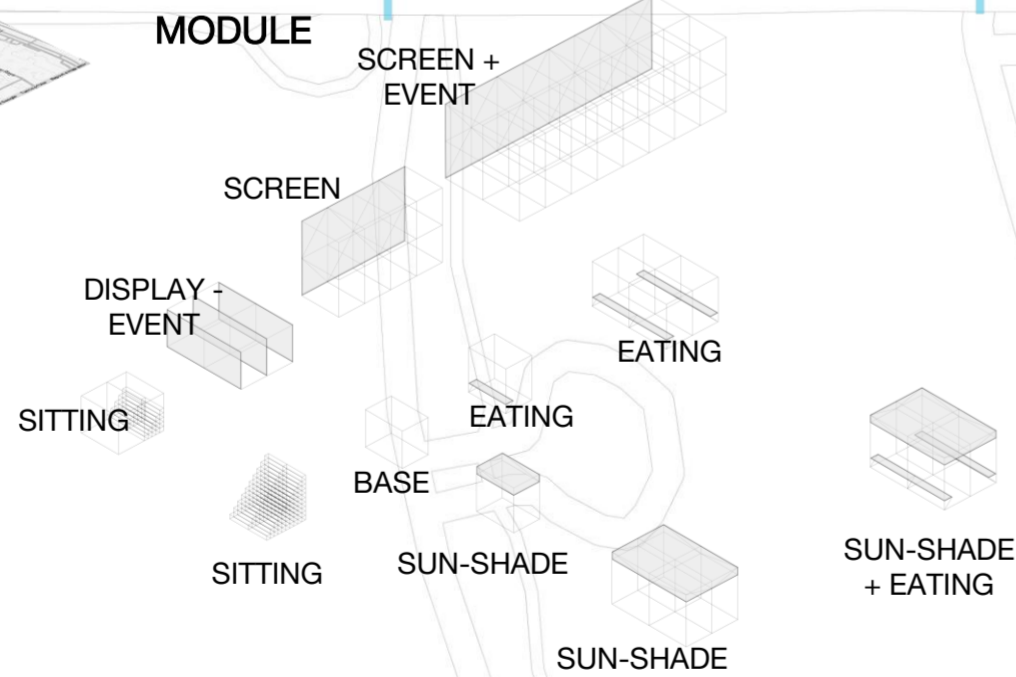 MODULE
SCREEN +
EVENT
SCREEN
DISPLAY -
EVENT
EATING
SITTING
EATING
BASE
SUN-SHADE
+ EATING
SITTING
SUN-SHADE
SUN-SHADE